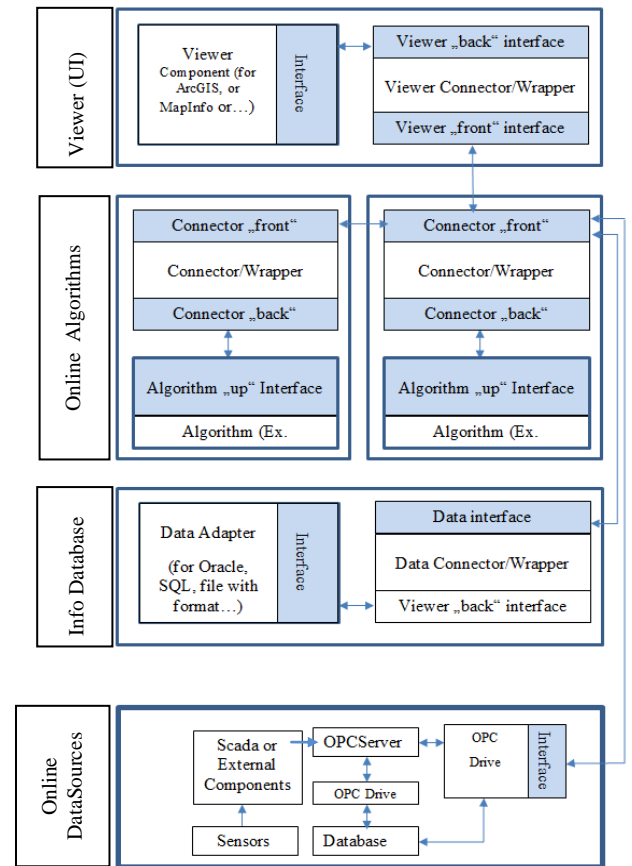 Viewer (UI)
Viewer
Component (for
ArcGIS, or
MapInfo or…)
Interface
Viewer „back“ interface
Viewer Connector/Wrapper
Viewer „front“ interface
Online Algorithms
Connector „front“
Connector/Wrapper
Connector „back“
Algorithm „up“ Interface
Algorithm (Ex.
Connector „front“
Connector/Wrapper
Connector „back“
Algorithm „up“ Interface
Algorithm (Ex.
Info Database
Data Adapter
(for Oracle,
SQL, file with
format…)
Interface
Data interface
Data Connector/Wrapper
Viewer „back“ interface
Online
DataSources
Scada or
External
Components
Sensors
OPCServer
OPC Drive
Database
OPC
Drive
Interface